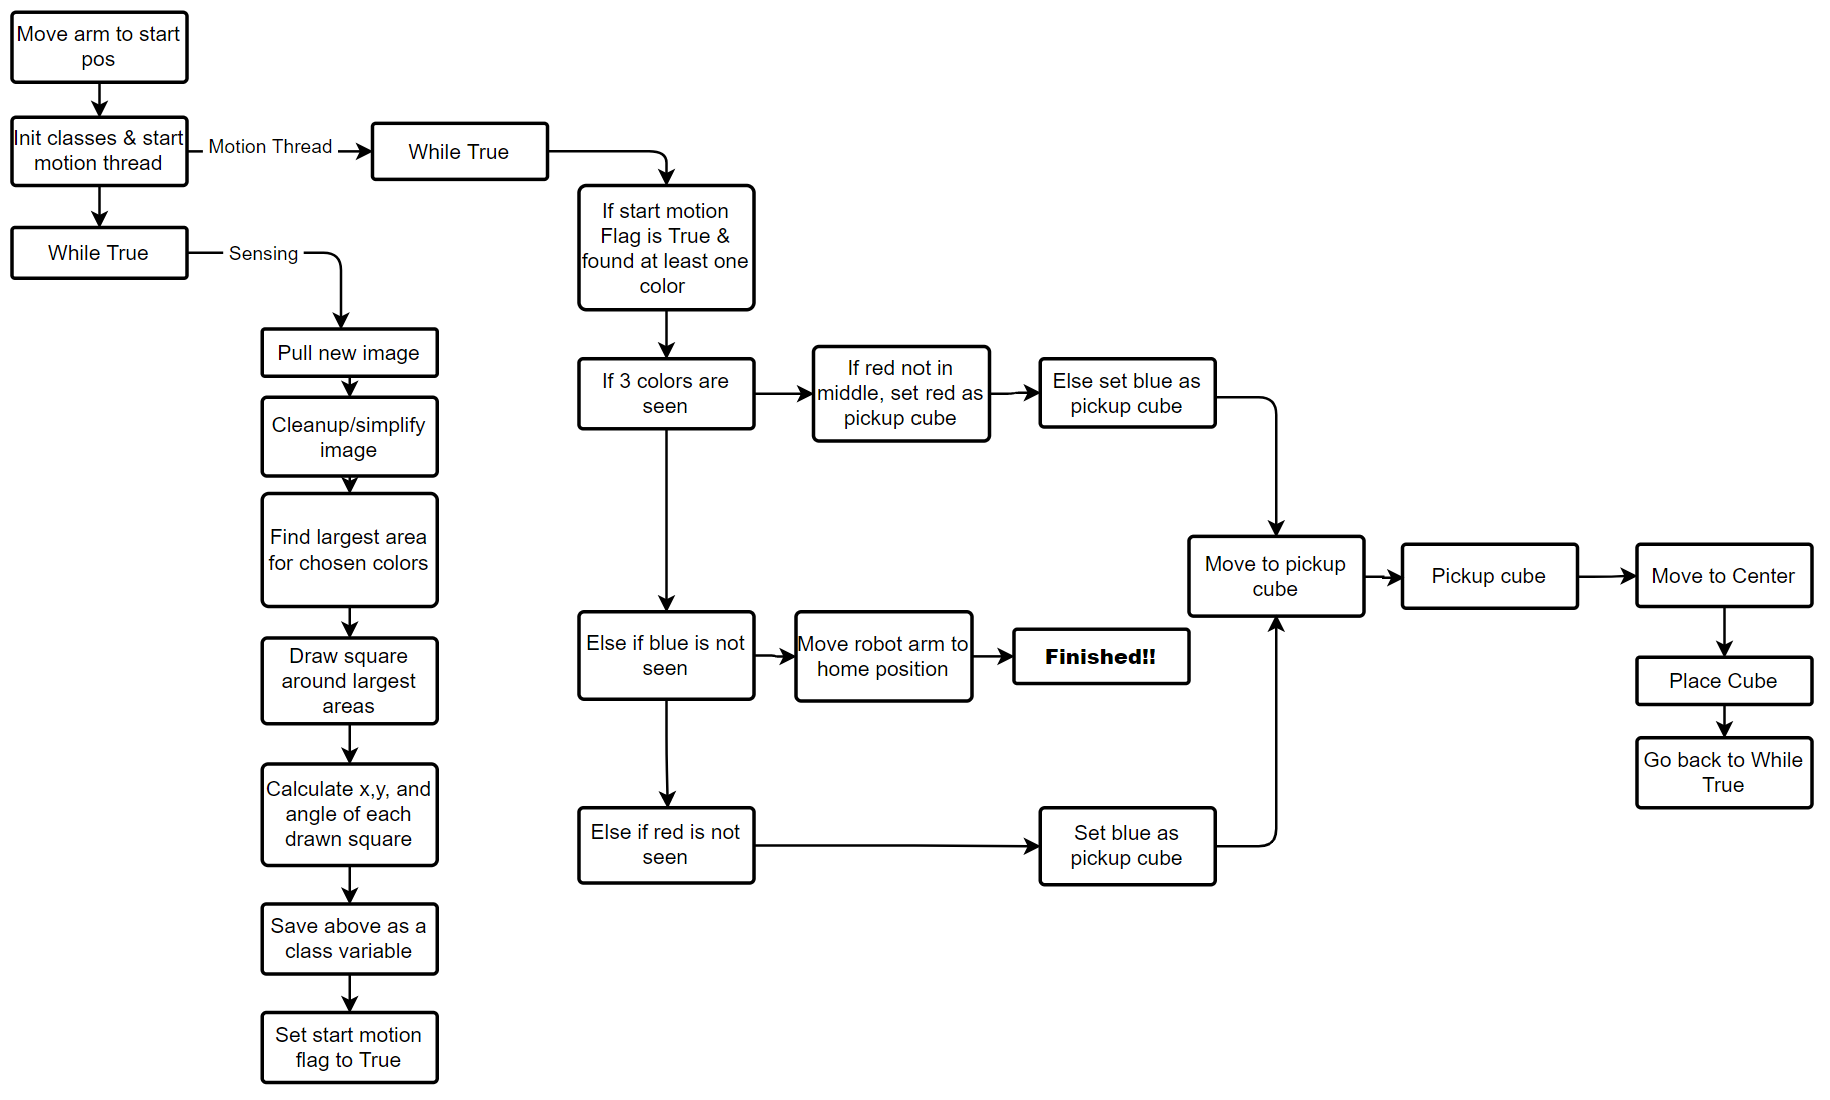 Move arm to start
pos
Init classes & start
motion thread
Motion Thread
While True
While True
Sensing
Pull new image
Cleanup/simplify
image
Find largest area
for chosen colors
Draw square
around largest
areas
Calculate x,y, and
angle of each
drawn square
Save above as a
class variable
Set start motion
flag to True
If start motion
Flag is True &
found at least one
color
If 3 colors are
seen
If red not in
middle, set red as
pickup cube
Else set blue as
pickup cube
Else if blue is not
seen
Move robot arm to
home position
Finished!!
Else if red is not
seen
Set blue as
pickup cube
Move to pickup
cube
Pickup cube
Move to Center
Place Cube
Go back to While
True